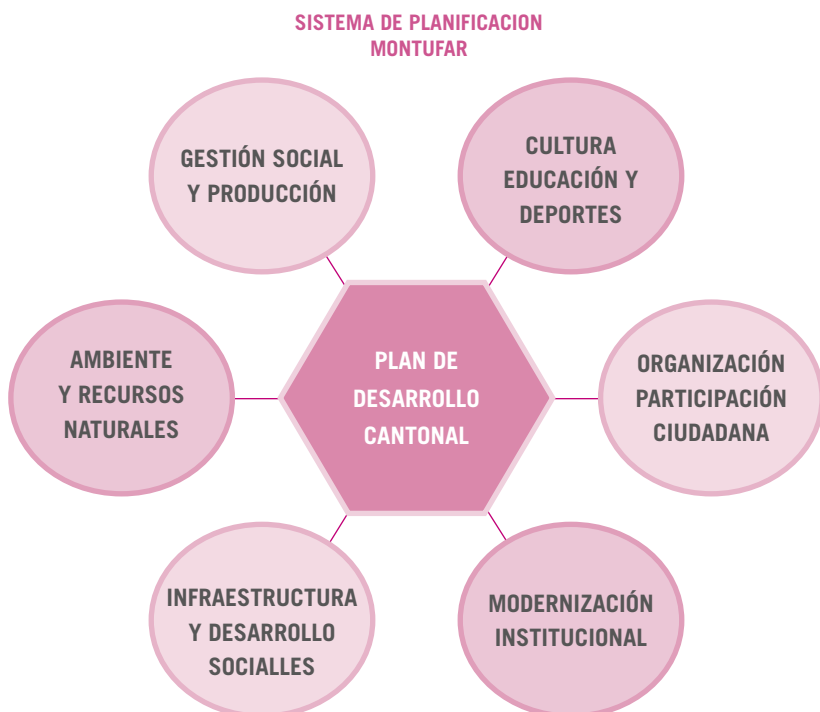 SISTEMA DE PLANIFICACION
MONTUFAR
GESTIÓN SOCIAL
Y PRODUCCIÓN
CULTURA
EDUCACIÓN Y
DEPORTES
AMBIENTE
Y RECURSOS
NATURALES
PLAN DE
DESARROLLO
CANTONAL
ORGANIZACIÓN
PARTICIPACIÓN
CIUDADANA
INFRAESTRUCTURA
Y DESARROLLO
SOCIALLES
MODERNIZACIÓN
INSTITUCIONAL